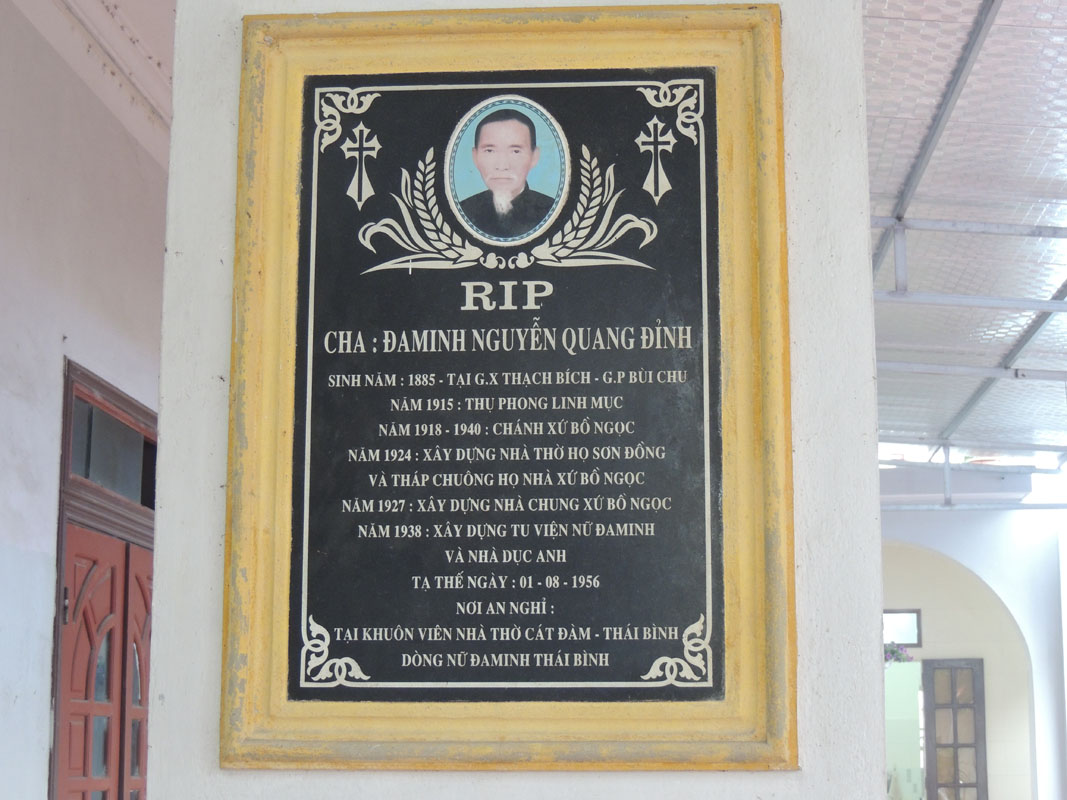 RIP
CHA : ĐAMINH NGUYỄN QUANG ĐỈNH
SINH NĂM : 1885 - TẠI G.X THẠCH BÍCH - G.P BÙI CHU
NĂM 1915 : THỤ PHONG LINH MỤC
NĂM 1918 - 1940 : CHÁNH XỨ BỒ NGỌC
NĂM 1924 : XÂY DỰNG NHÀ THỜ HỌ SƠN ĐỒNG
VÀ THÁP CHUÔNG HỌ NHÀ XỨ BỒ NGỌC
NĂM 1927 : XÂY DỰNG NHÀ CHUNG XỨ BỒ NGỌC
NĂM 1938 : XÂY DỰNG TU VIỆN NỮ ĐAMINH
VÀ NHÀ DỤC ANH
TẠ THẾ NGÀY : 01 - 08 - 1956
NƠI AN NGHỈ :
TẠI KHUÔN VIÊN NHÀ THỜ CÁT ĐÀM - THÁI BÌNH
DÒNG NỮ ĐAMINH THÁI BÌNH